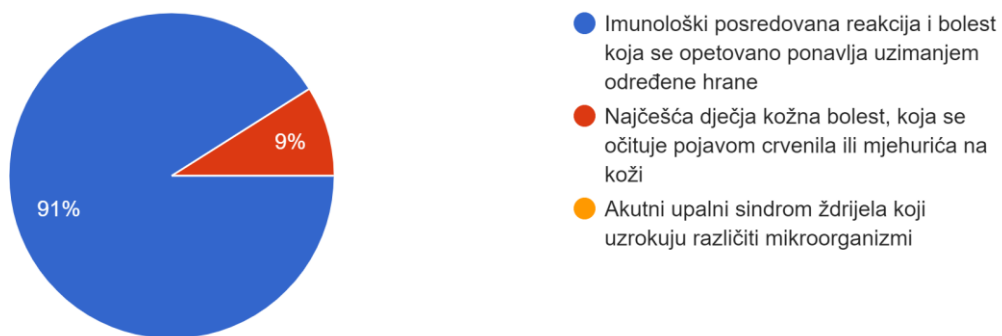 91%
9%
Imunološki posredovana reakcija i bolest
koja se opetovano ponavlja uzimanjem
određene hrane
Najčešća dječja kožna bolest, koja se
očituje pojavom crvenila ili mjehurića na
koži
Akutni upalni sindrom ždrijela koji
uzrokuju različiti mikroorganizmi